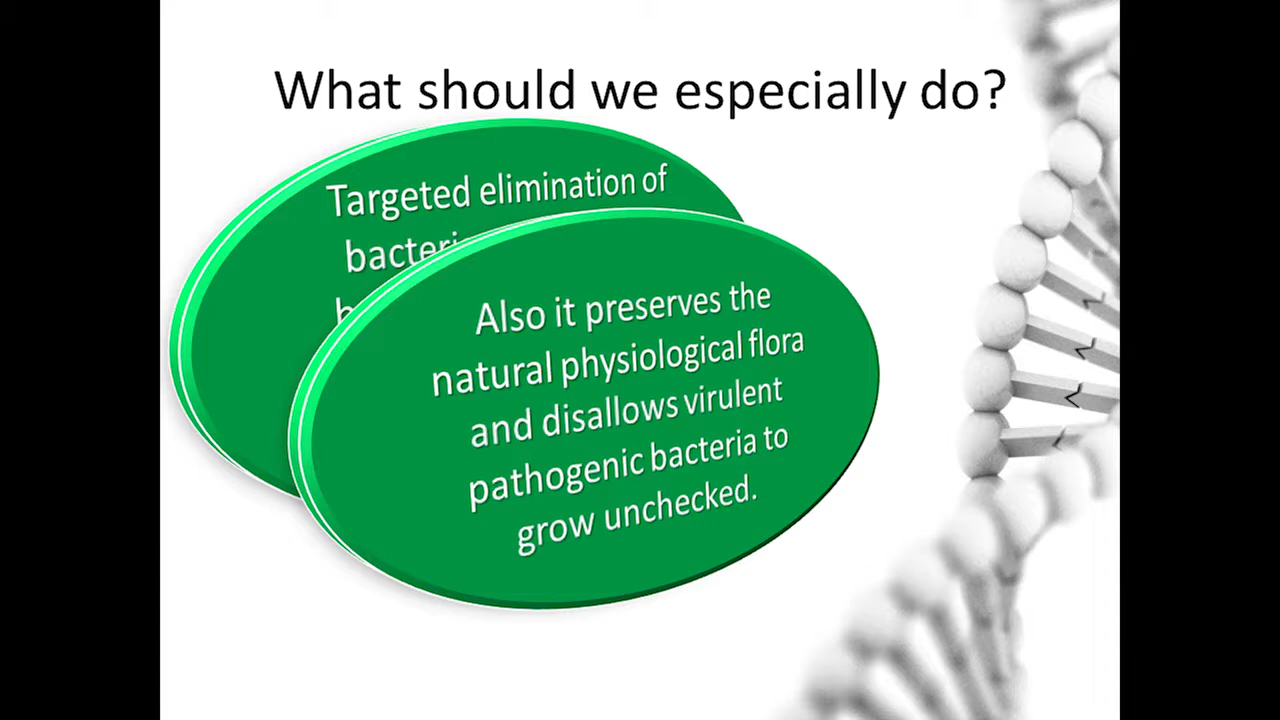 What should we especially do?
Targeted elimination of
Also it preserves the
natural physiological flora
and disallows virulent
pathogenic bacteria to
grow unchecked.